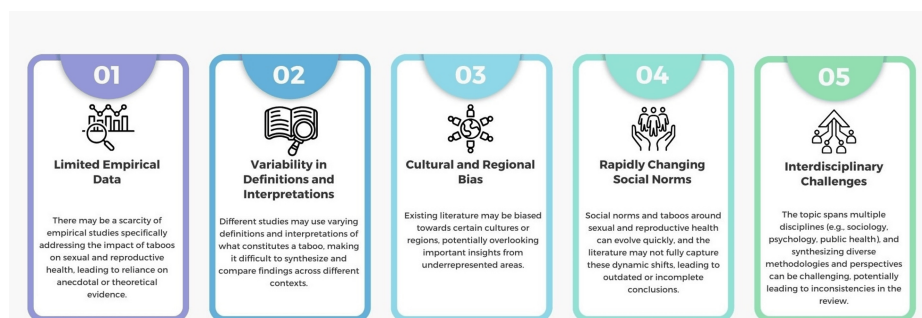 01
Limited Empirical
Data
There may be a scarcity of
empirical studies specifically
addressing the impact of taboos
on sexual and reproductive
health, leading to reliance on
anecdotal or theoretical
evidence.
02
Variability in
Definitions and
Interpretations
Different studies may use varying
definitions and interpretations of
what constitutes a taboo, making
it difficult to synthesize and
compare findings across different
contexts.
03
Cultural and Regional
Bias
Existing literature may be biased
towards certain cultures or
regions, potentially overlooking
important insights from
underrepresented areas.
04
Rapidly Changing
Social Norms
Social norms and taboos around
sexual and reproductive health
can evolve quickly, and the
literature may not fully capture
these dynamic shifts, leading to
outdated or incomplete
conclusions.
05
Interdisciplinary
Challenges
The topic spans multiple
disciplines (e.g., sociology,
psychology, public health), and
synthesizing diverse
methodologies and perspectives
can be challenging, potentially
leading to inconsistencies in the
review.